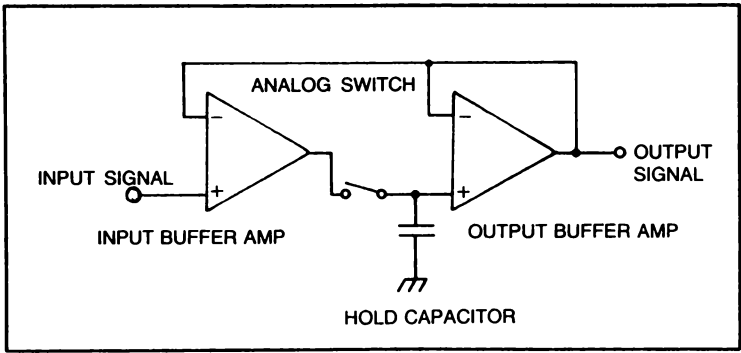 ANALOG SWITCH
−
−
INPUT SIGNAL
+
+
OUTPUT
SIGNAL
INPUT BUFFER AMP
OUTPUT BUFFER AMP
HOLD CAPACITOR